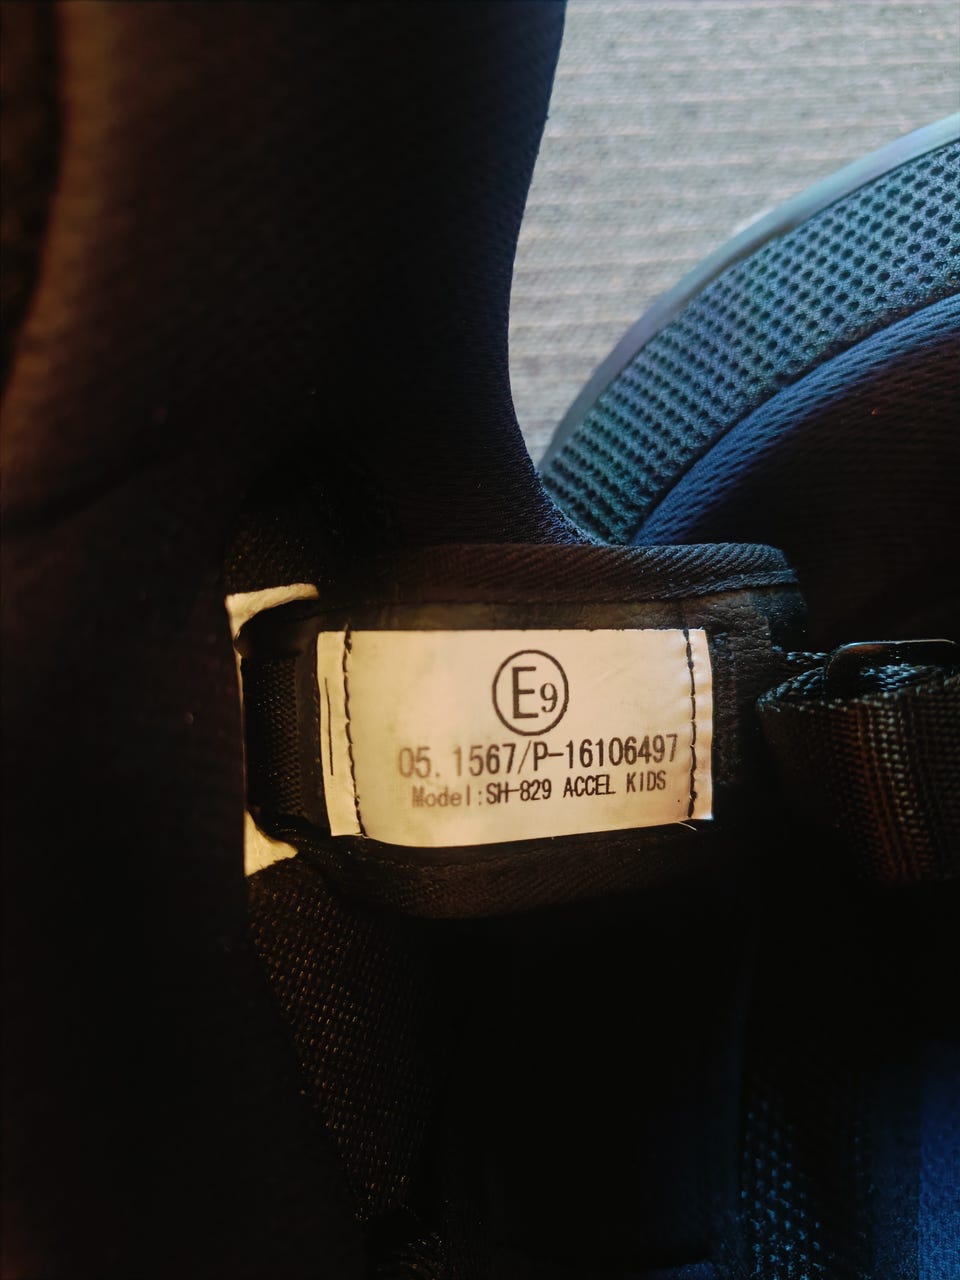 E9
05. 1567/P-16106497
Model:SH-829 ACCEL KIDS